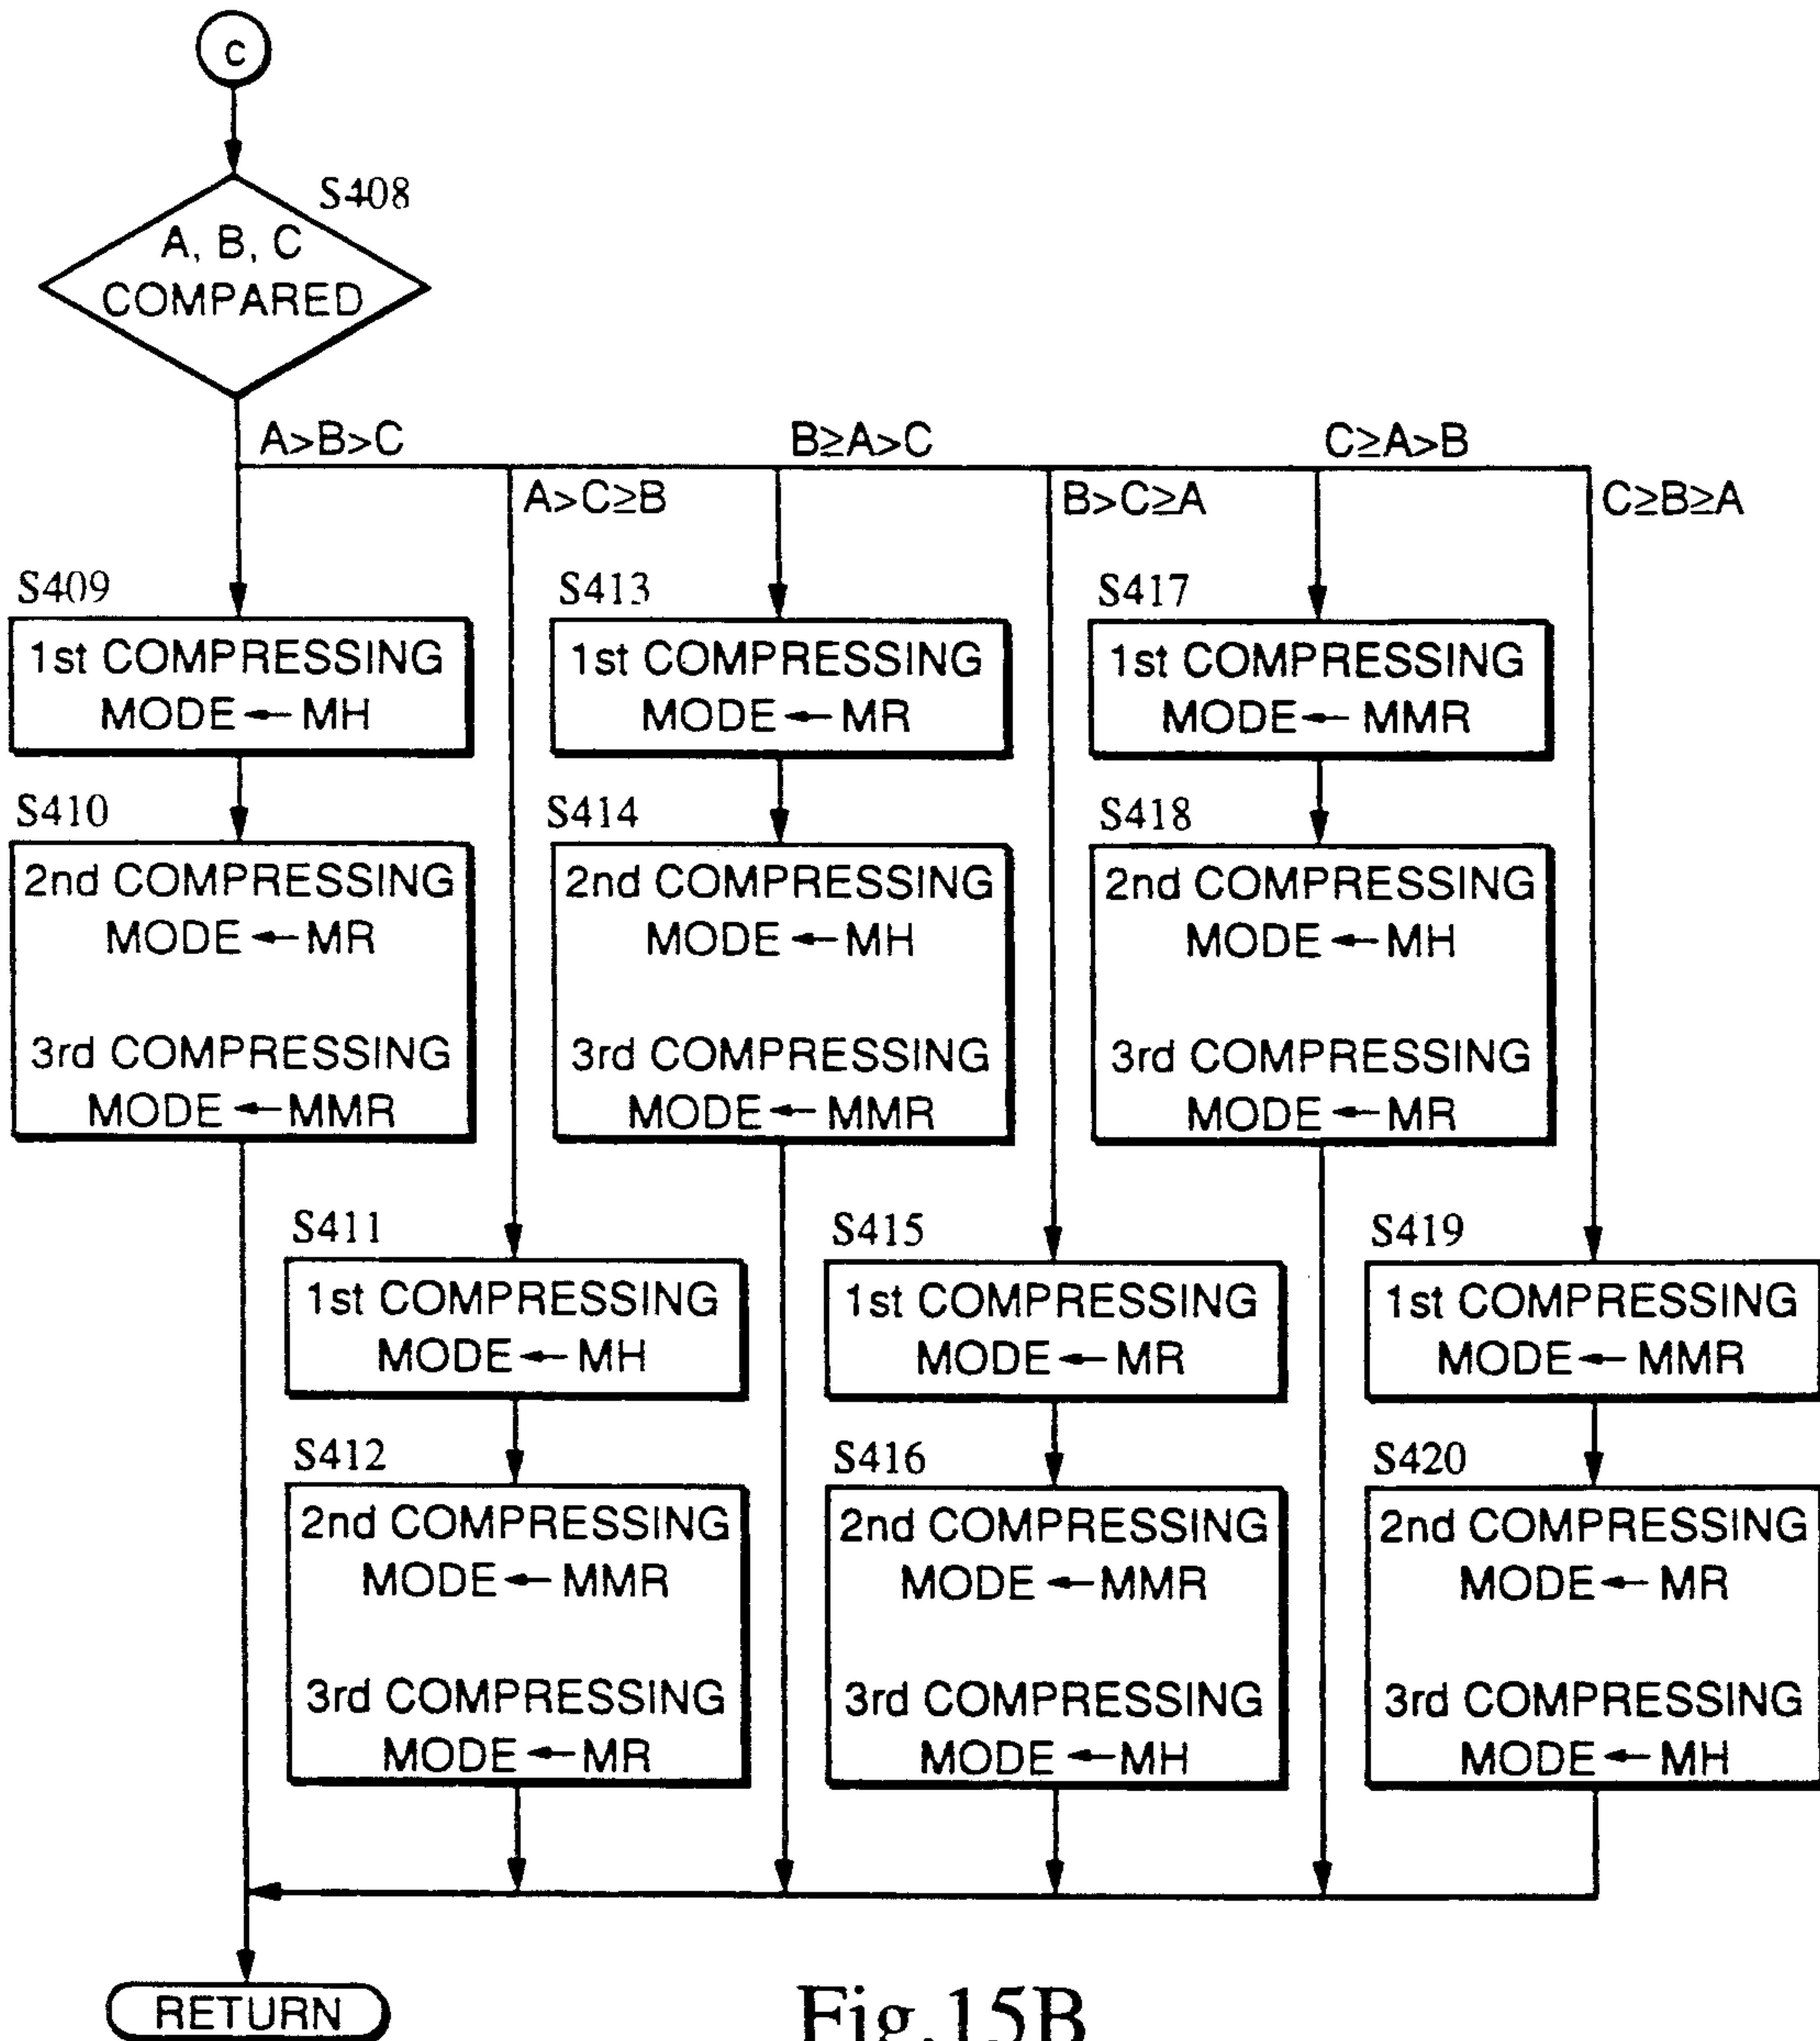 c
S408
A, B, C
COMPARED
A>B>C
B≥A>C
C≥A>B
A>C≥B
B>C≥A
C≥B≥A
S409
1st COMPRESSING
MODE ← MH
S413
1st COMPRESSING
MODE ← MR
S417
1st COMPRESSING
MODE ← MMR
S410
2nd COMPRESSING
MODE ← MR
3rd COMPRESSING
MODE ← MMR
S414
2nd COMPRESSING
MODE ← MH
3rd COMPRESSING
MODE ← MMR
S418
2nd COMPRESSING
MODE ← MH
3rd COMPRESSING
MODE ← MR
S411
1st COMPRESSING
MODE ← MH
S415
1st COMPRESSING
MODE ← MR
S419
1st COMPRESSING
MODE ← MMR
S412
2nd COMPRESSING
MODE ← MMR
3rd COMPRESSING
MODE ← MR
S416
2nd COMPRESSING
MODE ← MMR
3rd COMPRESSING
MODE ← MH
S420
2nd COMPRESSING
MODE ← MR
3rd COMPRESSING
MODE ← MH
RETURN
Fig.15B